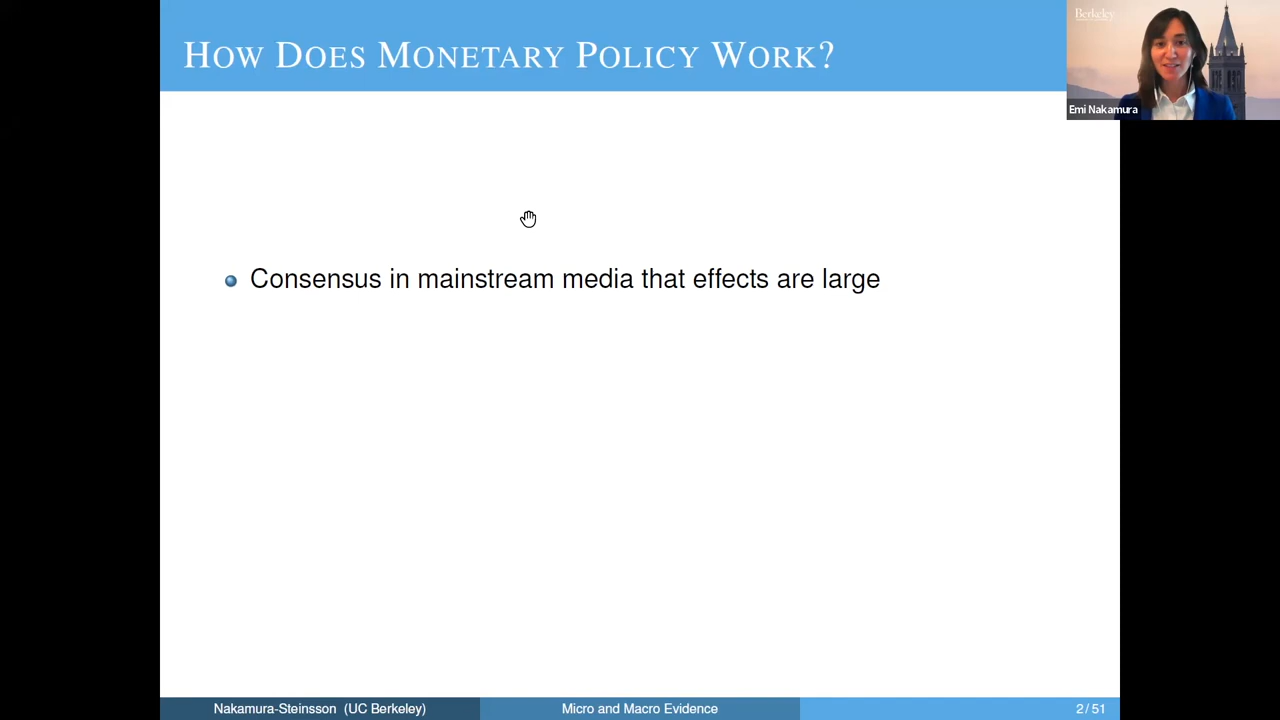 HOW DOES MONETARY POLICY WORK?
Berkeley
Emi Nakamura
Consensus in mainstream media that effects are large
Nakamura-Steinsson (UC Berkeley)
Micro and Macro Evidence
2 / 51